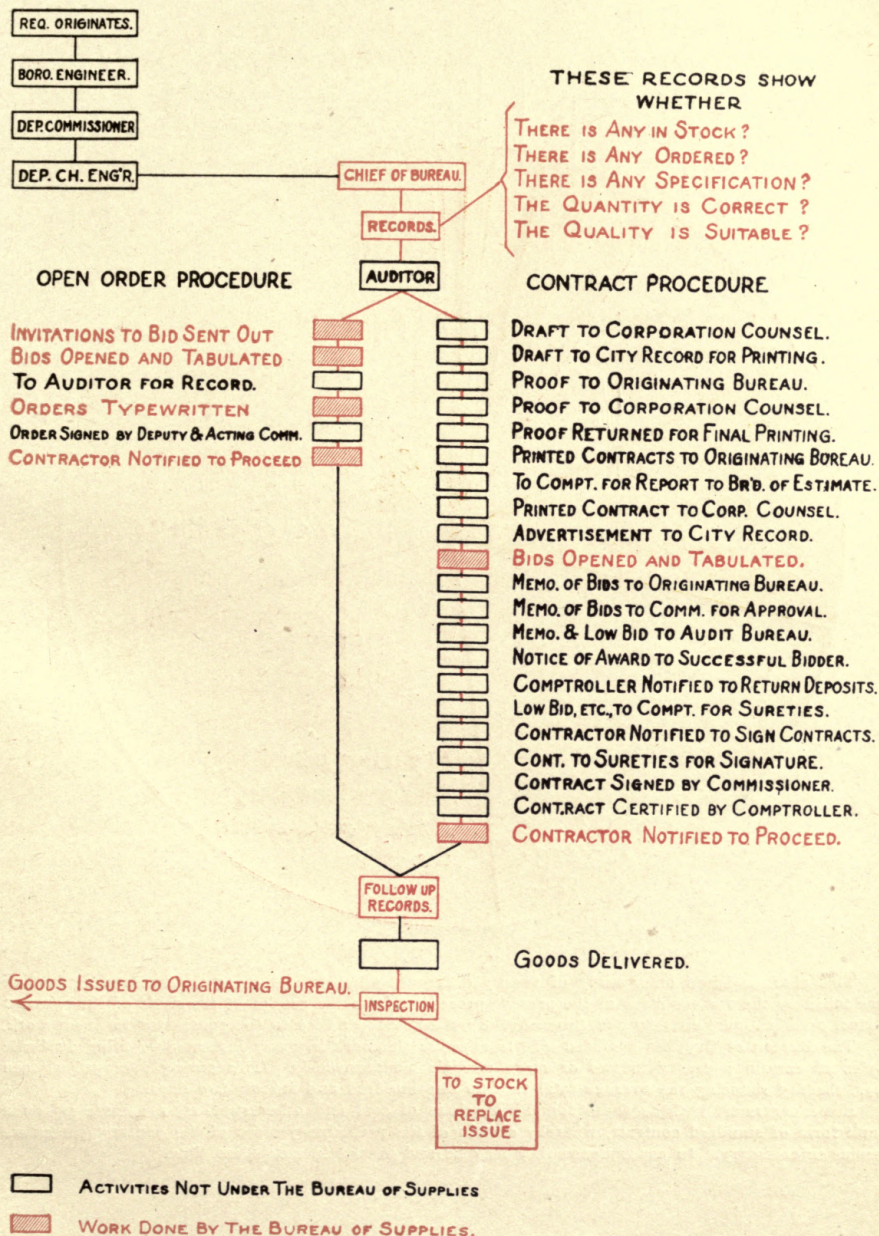 REQ. ORIGINATES.
BORO. ENGINEER.
DEP. COMMISSIONER
DEP. CH. ENG'R.
CHIEF OF BUREAU.
RECORDS.
THESE RECORDS SHOW
WHETHER
THERE IS ANY IN STOCK?
THERE IS ANY ORDERED?
THERE IS ANY SPECIFICATION?
THE QUANTITY IS CORRECT?
THE QUALITY IS SUITABLE?
AUDITOR
OPEN ORDER PROCEDURE
INVITATIONS TO BID SENT OUT
BIDS OPENED AND TABULATED
TO AUDITOR FOR RECORD.
ORDERS TYPEWRITTEN
ORDER SIGNED BY DEPUTY & ACTING COMM.
CONTRACTOR NOTIFIED TO PROCEED
CONTRACT PROCEDURE
DRAFT TO CORPORATION COUNSEL.
DRAFT TO CITY RECORD FOR PRINTING.
PROOF TO ORIGINATING BUREAU.
PROOF TO CORPORATION COUNSEL.
PROOF RETURNED FOR FINAL PRINTING.
PRINTED CONTRACTS TO ORIGINATING BUREAU.
TO COMPT. FOR REPORT TO BR'D. OF ESTIMATE.
PRINTED CONTRACT TO CORP. COUNSEL.
ADVERTISEMENT TO CITY RECORD.
BIDS OPENED AND TABULATED.
MEMO. OF BIDS TO ORIGINATING BUREAU.
MEMO. OF BIDS TO COMM. FOR APPROVAL.
MEMO. & LOW BID TO AUDIT BUREAU.
NOTICE OF AWARD TO SUCCESSFUL BIDDER.
COMPTROLLER NOTIFIED TO RETURN DEPOSITS.
LOW BID, ETC., TO COMPT. FOR SURETIES.
CONTRACTOR NOTIFIED TO SIGN CONTRACTS.
CONT. TO SURETIES FOR SIGNATURE.
CONTRACT SIGNED BY COMMISSIONER.
CONTRACT CERTIFIED BY COMPTROLLER.
CONTRACTOR NOTIFIED TO PROCEED.
FOLLOW UP
RECORDS.
GOODS DELIVERED.
GOODS ISSUED TO ORIGINATING BUREAU.
INSPECTION
TO STOCK
TO
REPLACE
ISSUE
ACTIVITIES NOT UNDER THE BUREAU OF SUPPLIES
WORK DONE BY THE BUREAU OF SUPPLIES.